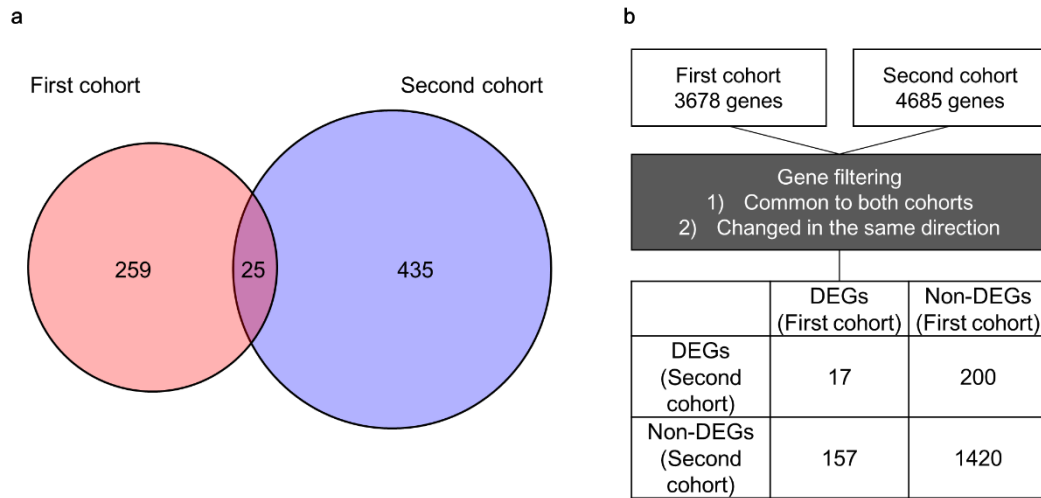 a
First cohort
Second cohort
259
25
435
b
First cohort
3678 genes
Second cohort
4685 genes
Gene filtering
1) Common to both cohorts
2) Changed in the same direction
DEGs
(First cohort)
Non-DEGs
(First cohort)
DEGs
(Second
cohort)
17
200
Non-DEGs
(Second
cohort)
157
1420